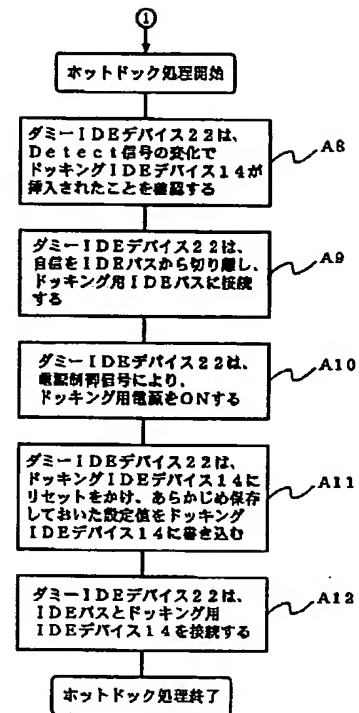 ①
ホットドック処理開始
ダミーIDEデバイス22は、
Detect信号の変化で
ドッキングIDEデバイス14が
挿入されたことを確認する
A8
ダミーIDEデバイス22は、
自信をIDEバスから切り離し、
ドッキング用IDEバスに接続
する
A9
ダミーIDEデバイス22は、
電源制御信号により、
ドッキング用電源をONする
A10
ダミーIDEデバイス22は、
ドッキングIDEデバイス14に
リセットをかけ、あらかじめ保存
しておいた設定値をドッキング
IDEデバイス14に書き込む
A11
ダミーIDEデバイス22は、
IDEバスとドッキング用
IDEデバイス14を接続する
A12
ホットドック処理終了